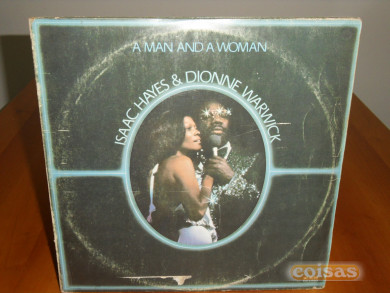 A MAN AND A WOMAN
ISAAC HAYES & DIONNE WARWICK
coisas